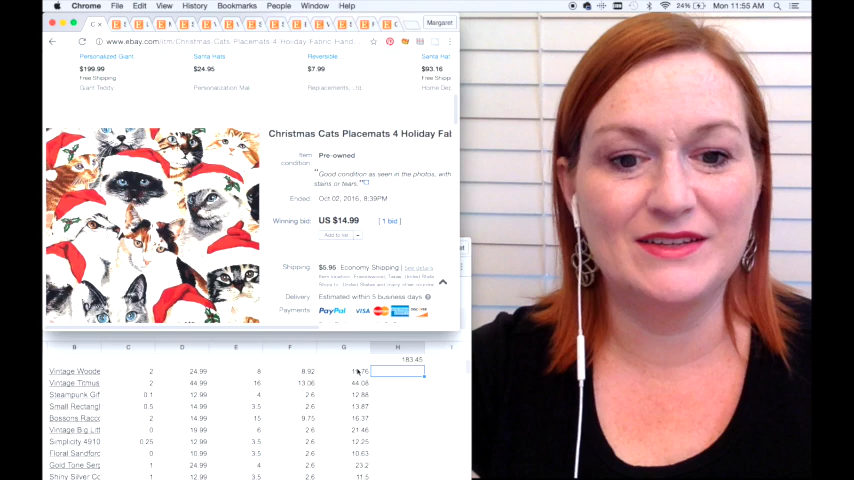 Chrome File Edit View History Bookmarks People Window Help 24% Mon 11:55 AM
Margaret
www.ebay.com/itm/Christmas-Cats-Placemats-4-Holiday-Fabric-Hand...
Personalized Giant Santa Hats Reversible... Santa Hat
$199.99 $24.95 $7.99 $93.16
Free Shipping Free Shipping
Giant Teddy Personalization Mall Replacements, Ltd. Home De
Christmas Cats Placemats 4 Holiday Fal
Item condition: Pre-owned
"Good condition as seen in the photos, with
stains or tears."
Ended: Oct 02, 2016, 8:39PM
Winning bid: US $14.99 [ 1 bid ]
Add to list
Shipping: $5.95 Economy Shipping | See details
Delivery: Estimated within 5 business days
Payments: PayPal VISA
B C D E F G H I
183.45
Vintage Woode 2 24.99 8 8.92
Vintage Titmus 2 44.99 16 13.06 44.08
Steampunk Gif 0.1 12.99 4 2.6 12.88
Small Rectangl 0.5 14.99 3.5 2.6 13.87
Bossons Racco 2 14.99 15 9.75 16.37
Vintage Big Litt 0 19.99 6 2.6 21.46
Simplicity 4910 0.25 12.99 3.5 2.6 12.25
Floral Sandforc 0 10.99 3.5 2.6 10.63
Gold Tone Serp 1 24.99 4 2.6 23.2
Shiny Silver Cc 1 12.99 3.5 2.6 11.5